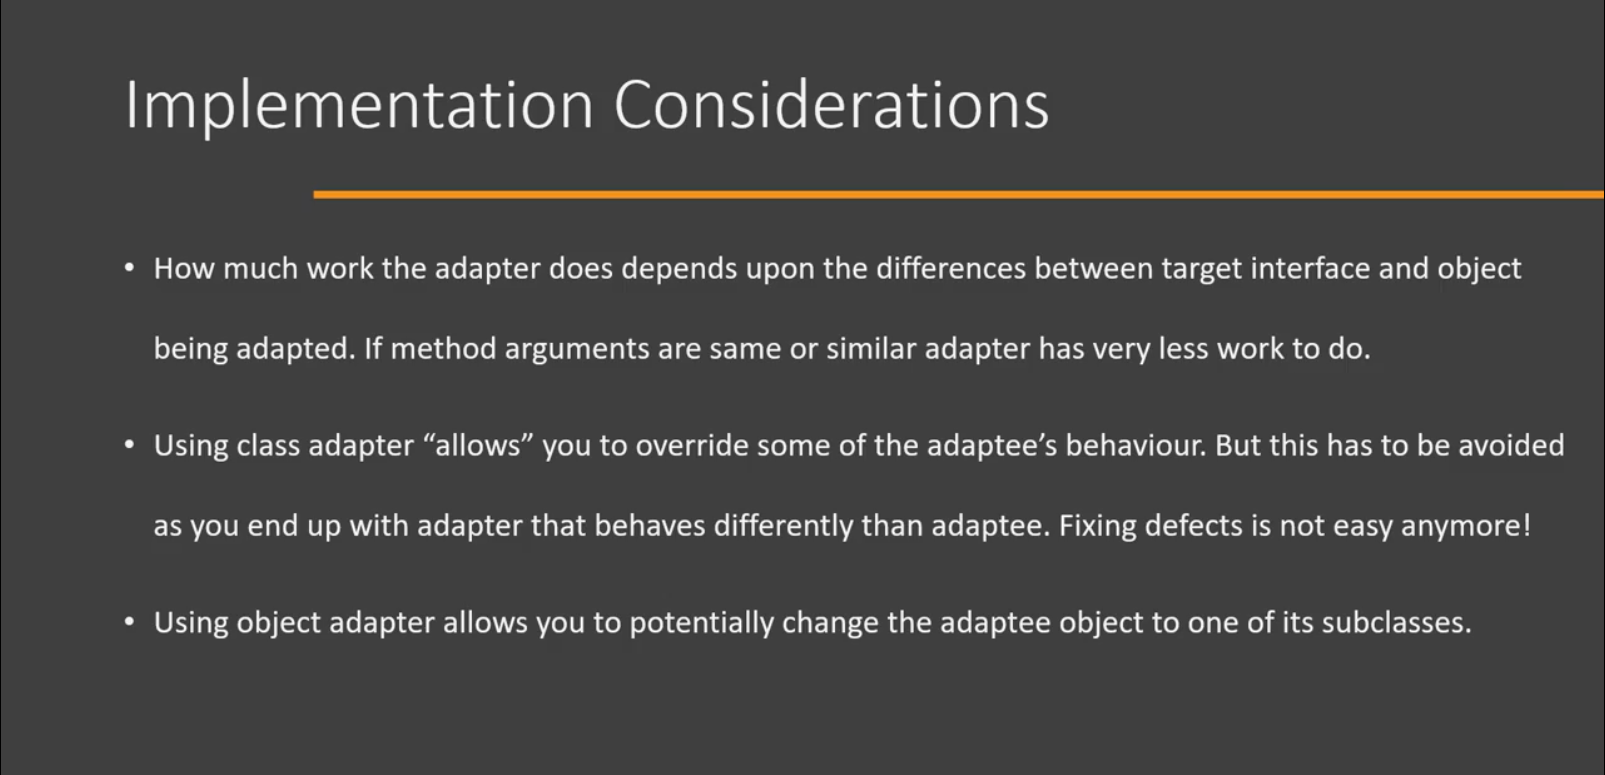 Implementation Considerations
• How much work the adapter does depends upon the differences between target interface and object
being adapted. If method arguments are same or similar adapter has very less work to do.
• Using class adapter “allows” you to override some of the adaptee’s behaviour. But this has to be avoided
as you end up with adapter that behaves differently than adaptee. Fixing defects is not easy anymore!
• Using object adapter allows you to potentially change the adaptee object to one of its subclasses.